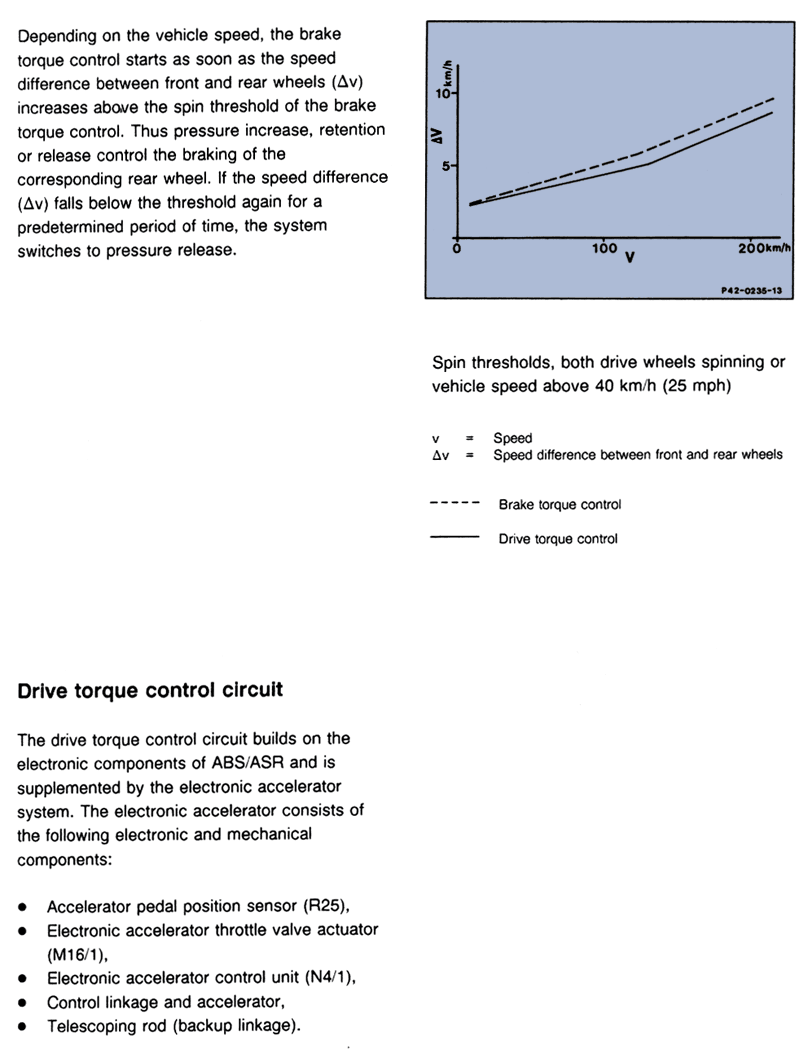 Depending on the vehicle speed, the brake
torque control starts as soon as the speed
difference between front and rear wheels (Δv)
increases above the spin threshold of the brake
torque control. Thus pressure increase, retention
or release control the braking of the
corresponding rear wheel. If the speed difference
(Δv) falls below the threshold again for a
predetermined period of time, the system
switches to pressure release.
km/h
10
ΔV
5
0
100
V
200km/h
P42-0235-13
Spin thresholds, both drive wheels spinning or
vehicle speed above 40 km/h (25 mph)
v = Speed
Δv = Speed difference between front and rear wheels
----- Brake torque control
Drive torque control
Drive torque control circuit
The drive torque control circuit builds on the
electronic components of ABS/ASR and is
supplemented by the electronic accelerator
system. The electronic accelerator consists of
the following electronic and mechanical
components:
● Accelerator pedal position sensor (R25),
● Electronic accelerator throttle valve actuator
(M16/1),
● Electronic accelerator control unit (N4/1),
● Control linkage and accelerator,
● Telescoping rod (backup linkage).